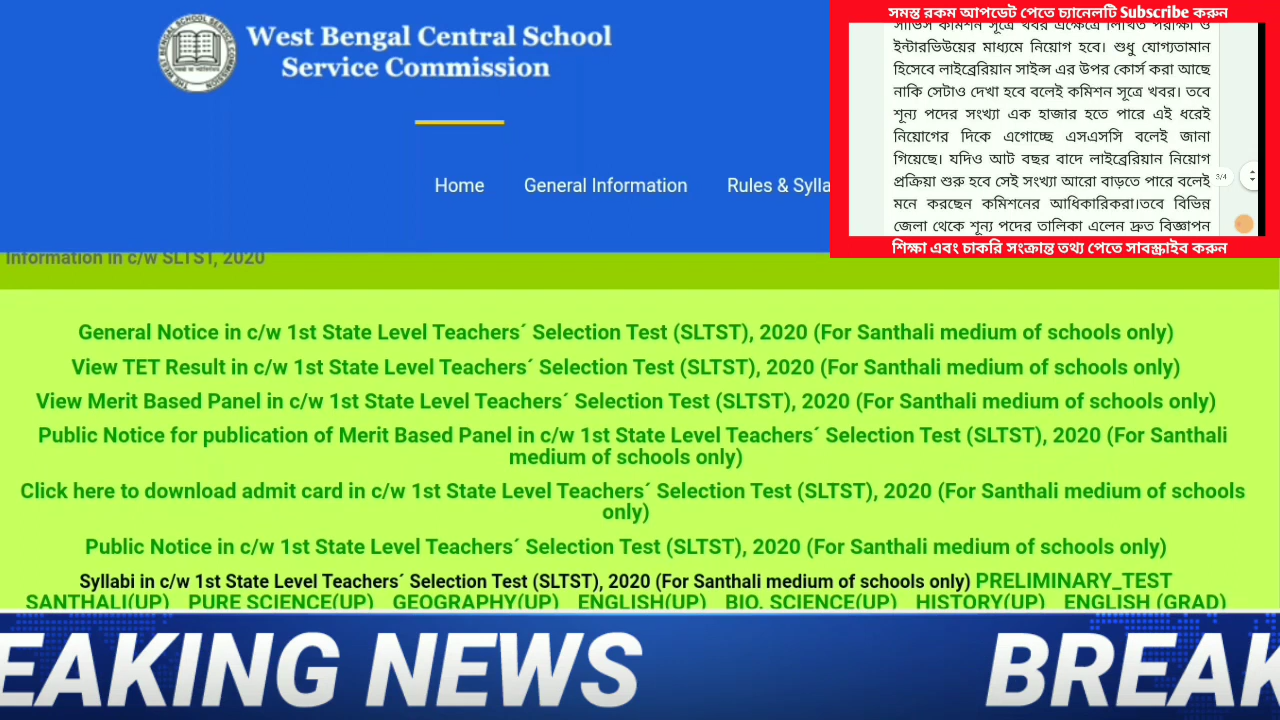 West Bengal Central School
Service Commission
Home General Information Rules & Sylla
Information in c/w SLTST, 2020
সমস্ত রকম আপডেট পেতে চ্যানেলটি Subscribe করুন
সার্ভিস কমিশন সূত্রে খবর এক্ষেত্রে লিখিত পরীক্ষা ও
ইন্টারভিউয়ের মাধ্যমে নিয়োগ হবে। শুধু যোগ্যতামান
হিসেবে লাইব্রেরিয়ান সাইন্স এর উপর কোর্স করা আছে
নাকি সেটাও দেখা হবে বলেই কমিশন সূত্রে খবর। তবে
শূন্য পদের সংখ্যা এক হাজার হতে পারে এই ধরেই
নিয়োগের দিকে এগোচ্ছে এসএসসি বলেই জানা
গিয়েছে। যদিও আট বছর বাদে লাইব্রেরিয়ান নিয়োগ
প্রক্রিয়া শুরু হবে সেই সংখ্যা আরো বাড়তে পারে বলেই
মনে করছেন কমিশনের আধিকারিকরা।তবে বিভিন্ন
জেলা থেকে শূন্য পদের তালিকা এলেন দ্রুত বিজ্ঞাপন
3/4
শিক্ষা এবং চাকরি সংক্রান্ত তথ্য পেতে সাবস্ক্রাইব করুন
General Notice in c/w 1st State Level Teachers´ Selection Test (SLTST), 2020 (For Santhali medium of schools only)
View TET Result in c/w 1st State Level Teachers´ Selection Test (SLTST), 2020 (For Santhali medium of schools only)
View Merit Based Panel in c/w 1st State Level Teachers´ Selection Test (SLTST), 2020 (For Santhali medium of schools only)
Public Notice for publication of Merit Based Panel in c/w 1st State Level Teachers´ Selection Test (SLTST), 2020 (For Santhali
medium of schools only)
Click here to download admit card in c/w 1st State Level Teachers´ Selection Test (SLTST), 2020 (For Santhali medium of schools
only)
Public Notice in c/w 1st State Level Teachers´ Selection Test (SLTST), 2020 (For Santhali medium of schools only)
Syllabi in c/w 1st State Level Teachers´ Selection Test (SLTST), 2020 (For Santhali medium of schools only) PRELIMINARY_TEST
SANTHALI(UP) PURE SCIENCE(UP) GEOGRAPHY(UP) ENGLISH(UP) BIO. SCIENCE(UP) HISTORY(UP) ENGLISH (GRAD)
EAKING NEWS BREAK